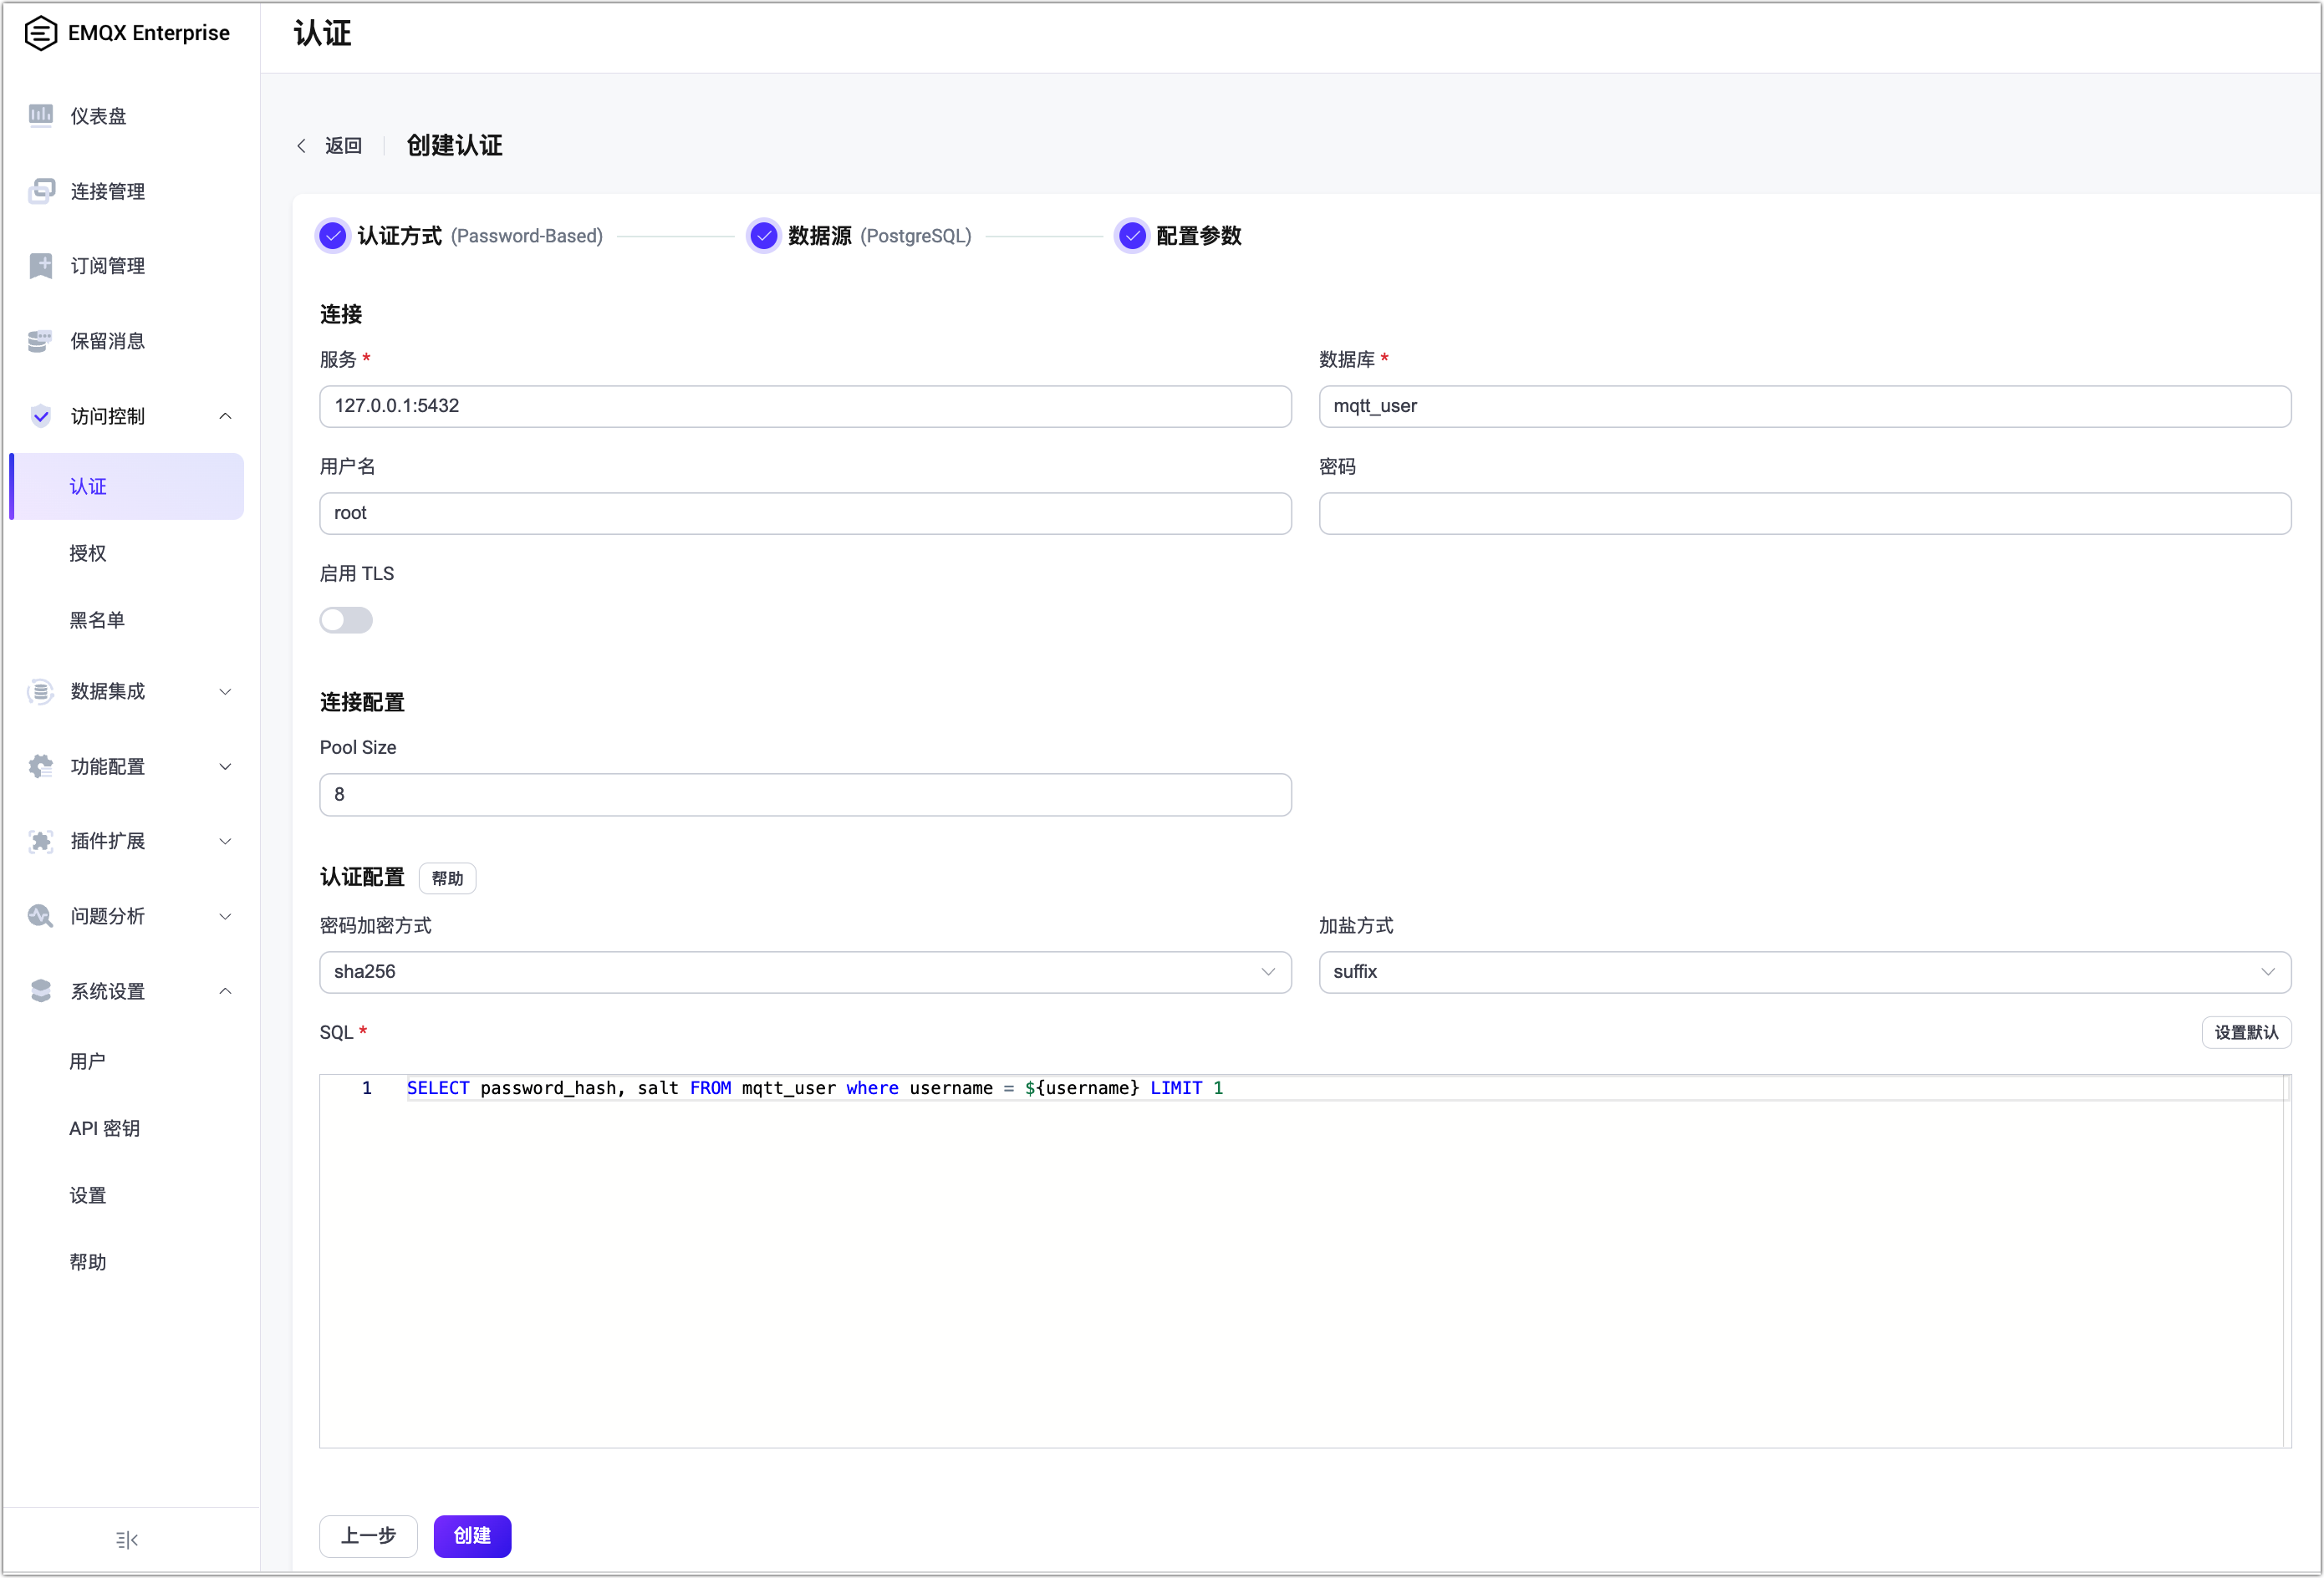 EMQX Enterprise
仪表盘
连接管理
订阅管理
保留消息
访问控制
认证
授权
黑名单
数据集成
功能配置
插件扩展
问题分析
系统设置
用户
API 密钥
设置
帮助
认证
返回
创建认证
认证方式 (Password-Based)
数据源 (PostgreSQL)
配置参数
连接
服务 *
127.0.0.1:5432
数据库 *
mqtt_user
用户名
root
密码
启用 TLS
连接配置
Pool Size
8
认证配置
帮助
密码加密方式
sha256
加盐方式
suffix
SQL *
设置默认
1 SELECT password_hash, salt FROM mqtt_user where username = ${username} LIMIT 1
上一步
创建